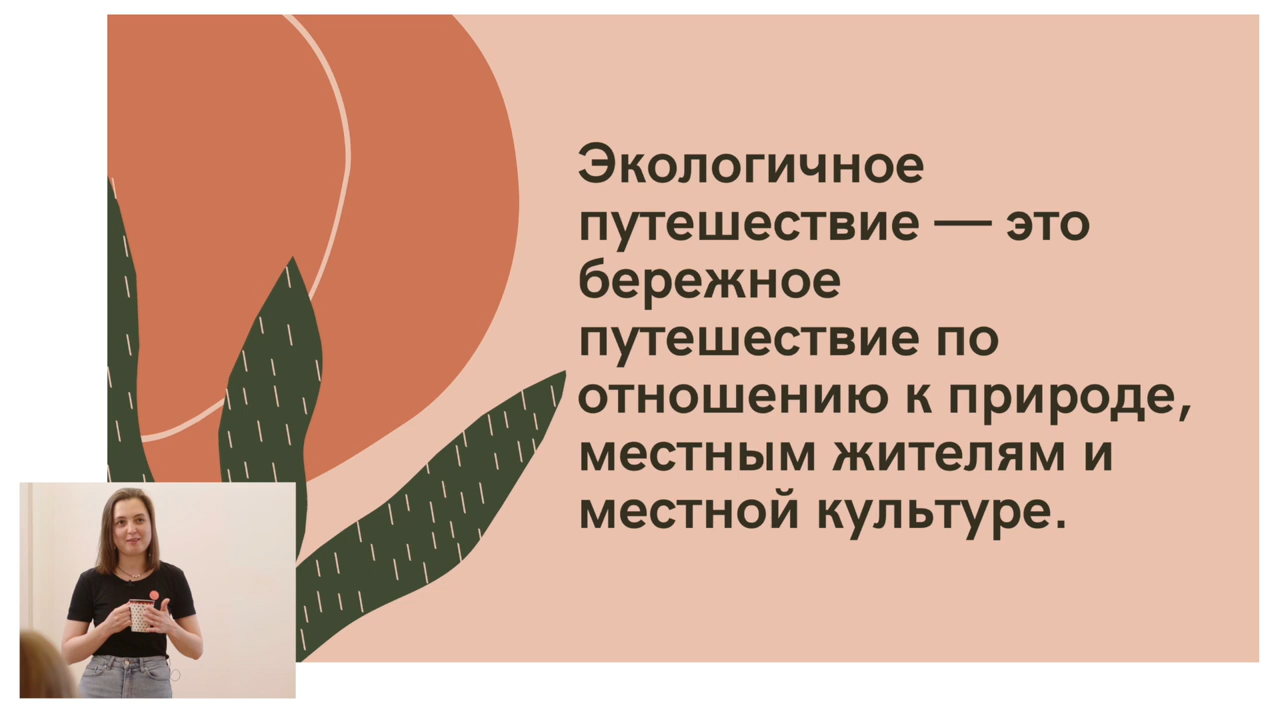 Экологичное
путешествие — это
бережное
путешествие по
отношению к природе,
местным жителям и
местной культуре.